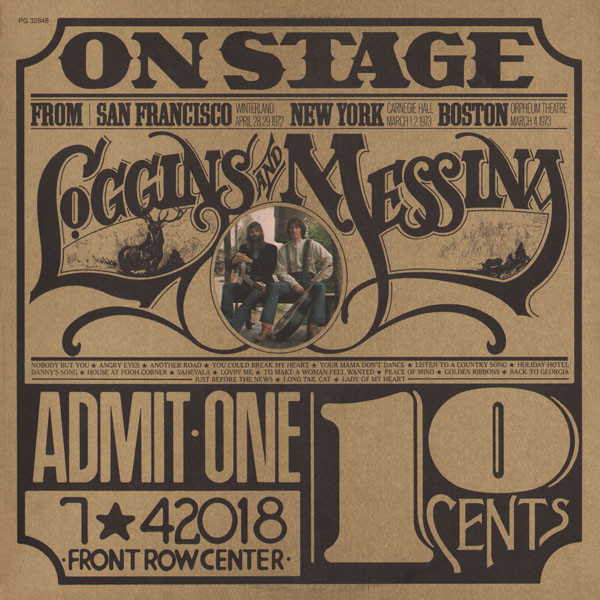 PG 32848
ON STAGE
FROM SAN FRANCISCO WINTERLAND APRIL 28, 29, 1972 NEW YORK CARNEGIE HALL MARCH 1, 2, 1973 BOSTON ORPHEUM THEATRE MARCH 4, 1973
LOGGINS AND MESSINA
NOBODY BUT YOU ★ ANGRY EYES ★ ANOTHER ROAD ★ YOU COULD BREAK MY HEART ★ YOUR MAMA DON'T DANCE ★ LISTEN TO A COUNTRY SONG ★ HOLIDAY HOTEL
DANNY'S SONG ★ HOUSE AT POOH CORNER ★ VAHEVALA ★ LOVIN' ME ★ TO MAKE A WOMAN FEEL WANTED ★ PEACE OF MIND ★ GOLDEN RIBBONS ★ BACK TO GEORGIA
JUST BEFORE THE NEWS ★ LONG TAIL CAT ★ LADY OF MY HEART
ADMIT·ONE
10 CENTS
7★42018
·FRONT ROW CENTER·